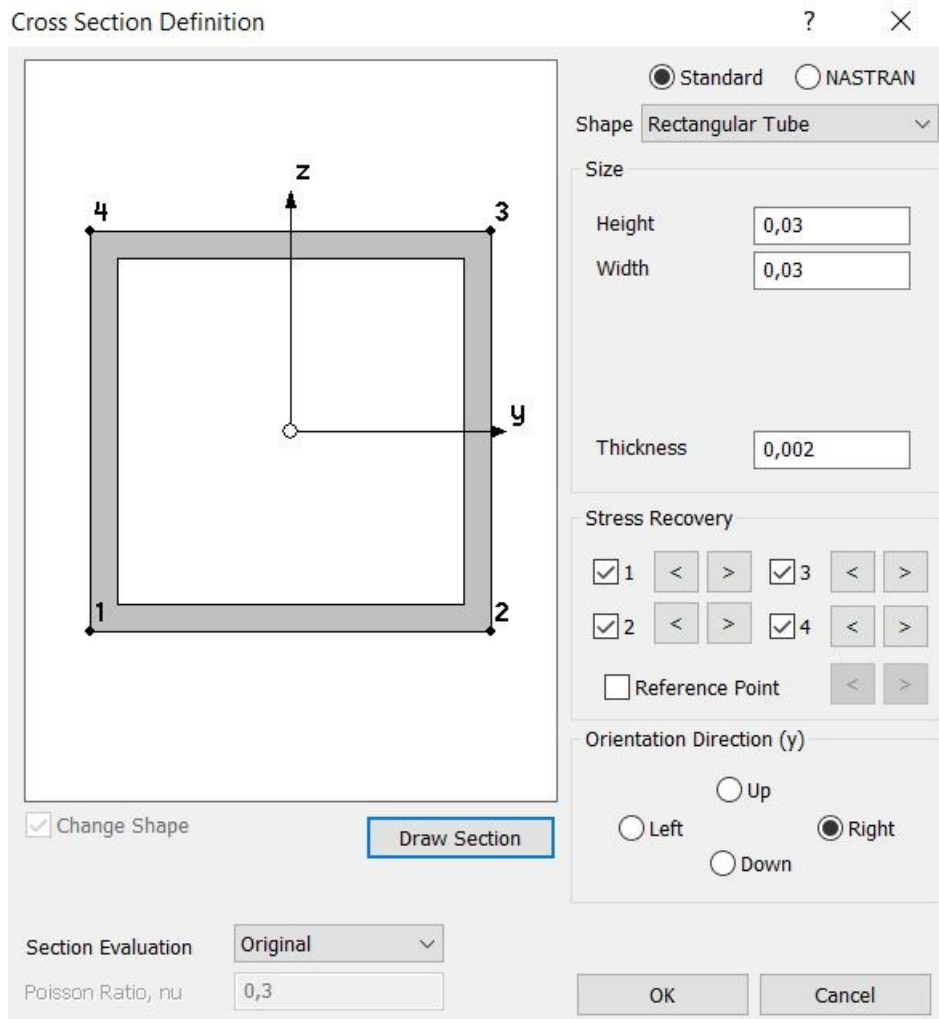 Cross Section Definition
?
Standard
NASTRAN
Shape
Rectangular Tube
Size
Height
0,03
Width
0,03
Thickness
0,002
z
4
3
y
1
2
Stress Recovery
1 < >
3 < >
2 < >
4 < >
Reference Point < >
Orientation Direction (y)
Up
Left
Right
Down
Change Shape
Draw Section
Section Evaluation
Original
Poisson Ratio, nu
0,3
OK
Cancel